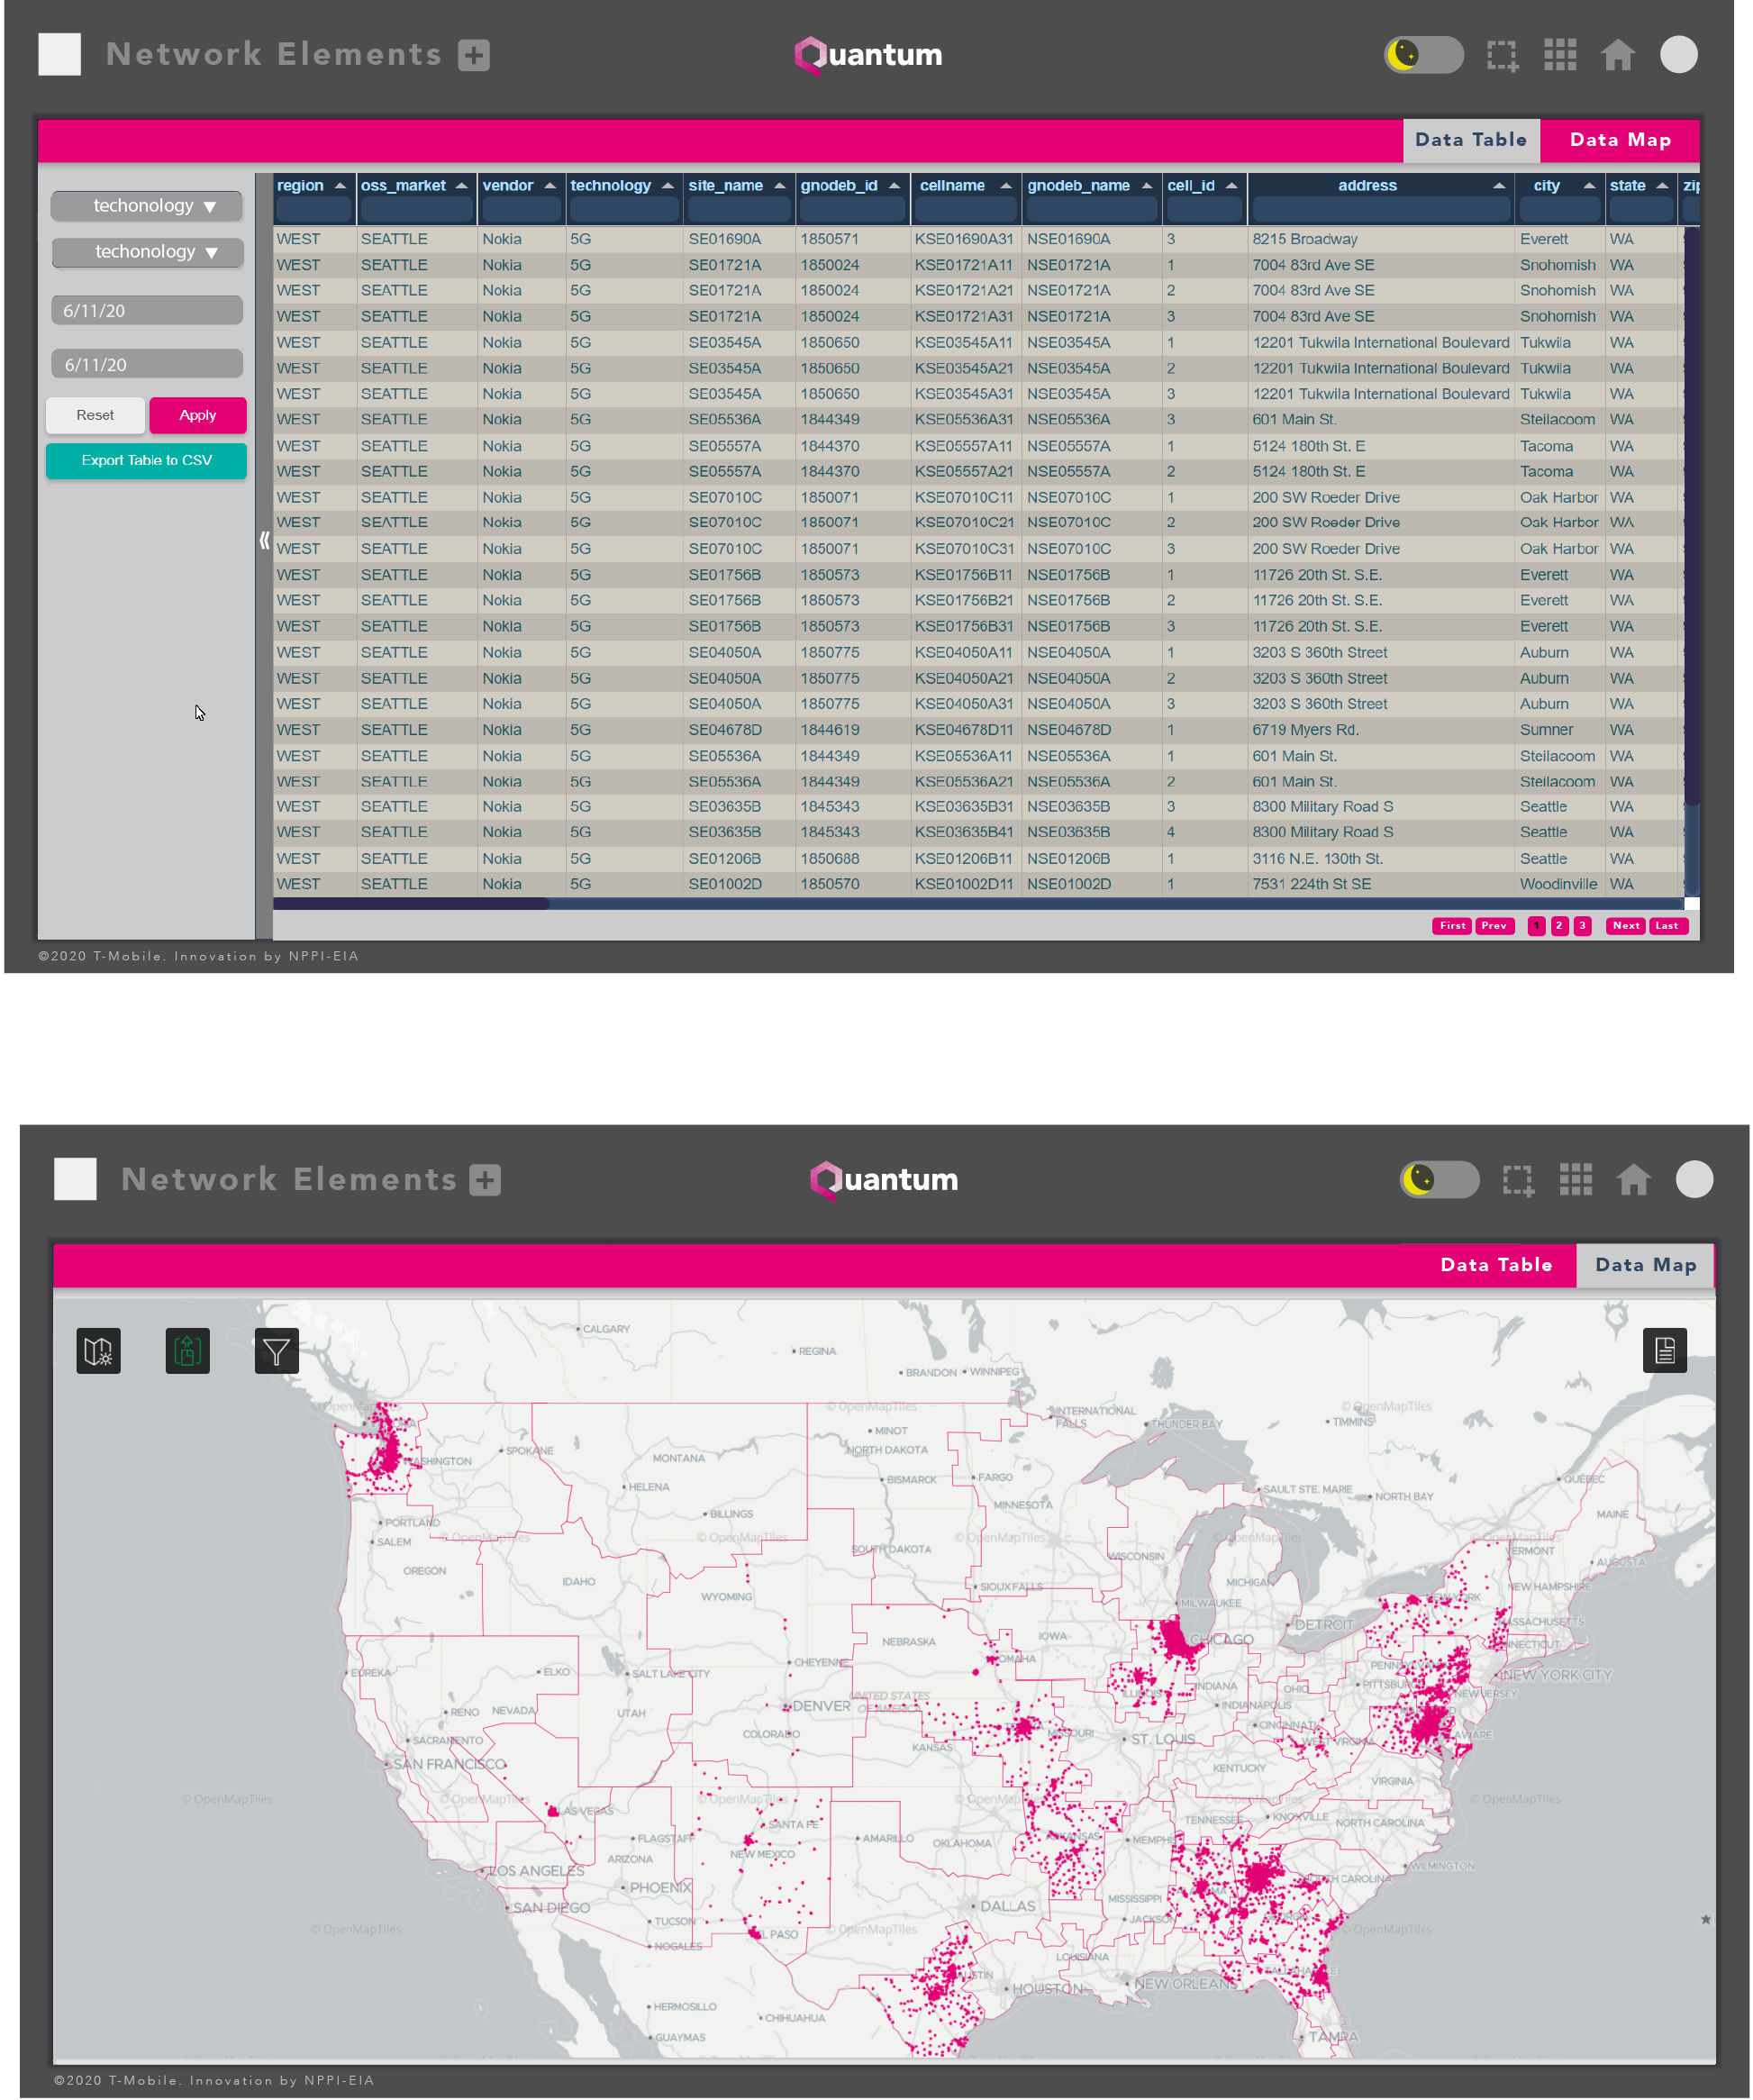 Network Elements
Quantum
Data Table Data Map
techonology
techonology
6/11/20
6/11/20
Reset Apply
Export Table to CSV
region oss_market vendor technology site_name gnodeb_id cellname gnodeb_name cell_id address city state zip
WEST SEATTLE Nokia 5G SE01690A 1850571 KSE01690A31 NSE01690A 3 8215 Broadway Everett WA
WEST SEATTLE Nokia 5G SE01721A 1850024 KSE01721A11 NSE01721A 1 7004 83rd Ave SE Snohomish WA
WEST SEATTLE Nokia 5G SE01721A 1850024 KSE01721A21 NSE01721A 2 7004 83rd Ave SE Snohomish WA
WEST SEATTLE Nokia 5G SE01721A 1850024 KSE01721A31 NSE01721A 3 7004 83rd Ave SE Snohomish WA
WEST SEATTLE Nokia 5G SE03545A 1850650 KSE03545A11 NSE03545A 1 12201 Tukwila International Boulevard Tukwila WA
WEST SEATTLE Nokia 5G SE03545A 1850650 KSE03545A21 NSE03545A 2 12201 Tukwila International Boulevard Tukwila WA
WEST SEATTLE Nokia 5G SE03545A 1850650 KSE03545A31 NSE03545A 3 12201 Tukwila International Boulevard Tukwila WA
WEST SEATTLE Nokia 5G SE05536A 1844349 KSE05536A31 NSE05536A 3 601 Main St. Steilacoom WA
WEST SEATTLE Nokia 5G SE05557A 1844370 KSE05557A11 NSE05557A 1 5124 180th St. E Tacoma WA
WEST SEATTLE Nokia 5G SE05557A 1844370 KSE05557A21 NSE05557A 2 5124 180th St. E Tacoma WA
WEST SEATTLE Nokia 5G SE07010C 1850071 KSE07010C11 NSE07010C 1 200 SW Roeder Drive Oak Harbor WA
WEST SEATTLE Nokia 5G SE07010C 1850071 KSE07010C21 NSE07010C 2 200 SW Roeder Drive Oak Harbor WA
WEST SEATTLE Nokia 5G SE07010C 1850071 KSE07010C31 NSE07010C 3 200 SW Roeder Drive Oak Harbor WA
WEST SEATTLE Nokia 5G SE01756B 1850573 KSE01756B11 NSE01756B 1 11726 20th St. S.E. Everett WA
WEST SEATTLE Nokia 5G SE01756B 1850573 KSE01756B21 NSE01756B 2 11726 20th St. S.E. Everett WA
WEST SEATTLE Nokia 5G SE01756B 1850573 KSE01756B31 NSE01756B 3 11726 20th St. S.E. Everett WA
WEST SEATTLE Nokia 5G SE04050A 1850775 KSE04050A11 NSE04050A 1 3203 S 360th Street Auburn WA
WEST SEATTLE Nokia 5G SE04050A 1850775 KSE04050A21 NSE04050A 2 3203 S 360th Street Auburn WA
WEST SEATTLE Nokia 5G SE04050A 1850775 KSE04050A31 NSE04050A 3 3203 S 360th Street Auburn WA
WEST SEATTLE Nokia 5G SE04678D 1844619 KSE04678D11 NSE04678D 1 6719 Myers Rd. Sumner WA
WEST SEATTLE Nokia 5G SE05536A 1844349 KSE05536A11 NSE05536A 1 601 Main St. Steilacoom WA
WEST SEATTLE Nokia 5G SE05536A 1844349 KSE05536A21 NSE05536A 2 601 Main St. Steilacoom WA
WEST SEATTLE Nokia 5G SE03635B 1845343 KSE03635B31 NSE03635B 3 8300 Military Road S Seattle WA
WEST SEATTLE Nokia 5G SE03635B 1845343 KSE03635B41 NSE03635B 4 8300 Military Road S Seattle WA
WEST SEATTLE Nokia 5G SE01206B 1850688 KSE01206B11 NSE01206B 1 3116 N.E. 130th St. Seattle WA
WEST SEATTLE Nokia 5G SE01002D 1850570 KSE01002D11 NSE01002D 1 7531 224th St SE Woodinville WA
First Prev 1 2 3 Next Last
©2020 T-Mobile. Innovation by NPPI-EIA
Network Elements
Quantum
Data Table Data Map
CALGARY
REGINA
BRANDON WINNIPEG
© OpenMapTiles © OpenMapTiles © OpenMapTiles
INTERNATIONAL
FALLS THUNDER BAY TIMMINS
MINOT
SPOKANE NORTH DAKOTA
WASHINGTON MONTANA
BISMARCK FARGO QUÉBEC
HELENA SAULT STE. MARIE NORTH BAY
MINNESOTA
BILLINGS MAINE
PORTLAND
© OpenMapTiles © OpenMapTiles © OpenMapTiles © OpenMapTiles © OpenMapTiles
SALEM SOUTH DAKOTA VERMONT
WISCONSIN AUGUSTA
OREGON
IDAHO SIOUX FALLS MICHIGAN NEW HAMPSHIRE
WYOMING NEW YORK
MILWAUKEE
DETROIT MASSACHUSETTS
NEBRASKA IOWA CHICAGO CONNECTICUT
CHEYENNE OMAHA PENNSYLVANIA
EUREKA ELKO SALT LAKE CITY NEW YORK CITY
INDIANA OHIO PITTSBURGH
UNITED STATES ILLINOIS NEW JERSEY
DENVER OF AMERICA INDIANAPOLIS
RENO NEVADA UTAH
CINCINNATI
COLORADO MISSOURI ST. LOUIS DELAWARE
SACRAMENTO KANSAS WEST VIRGINIA
SAN FRANCISCO KENTUCKY
VIRGINIA
© OpenMapTiles © OpenMapTiles © OpenMapTiles © OpenMapTiles © OpenMapTiles © OpenMapTiles
LAS VEGAS TENNESSEE KNOXVILLE
SANTA FE NORTH CAROLINA
FLAGSTAFF AMARILLO OKLAHOMA ARKANSAS MEMPHIS
NEW MEXICO
ARIZONA WILMINGTON
LOS ANGELES SOUTH CAROLINA
PHOENIX ALABAMA
MISSISSIPPI
SAN DIEGO DALLAS
TUCSON JACKSON GEORGIA
© OpenMapTiles EL PASO © OpenMapTiles © OpenMapTiles
NOGALES LOUISIANA
AUSTIN TALLAHASSEE
HOUSTON NEW ORLEANS
HERMOSILLO
CHIHUAHUA
GUAYMAS TAMPA
©2020 T-Mobile. Innovation by NPPI-EIA